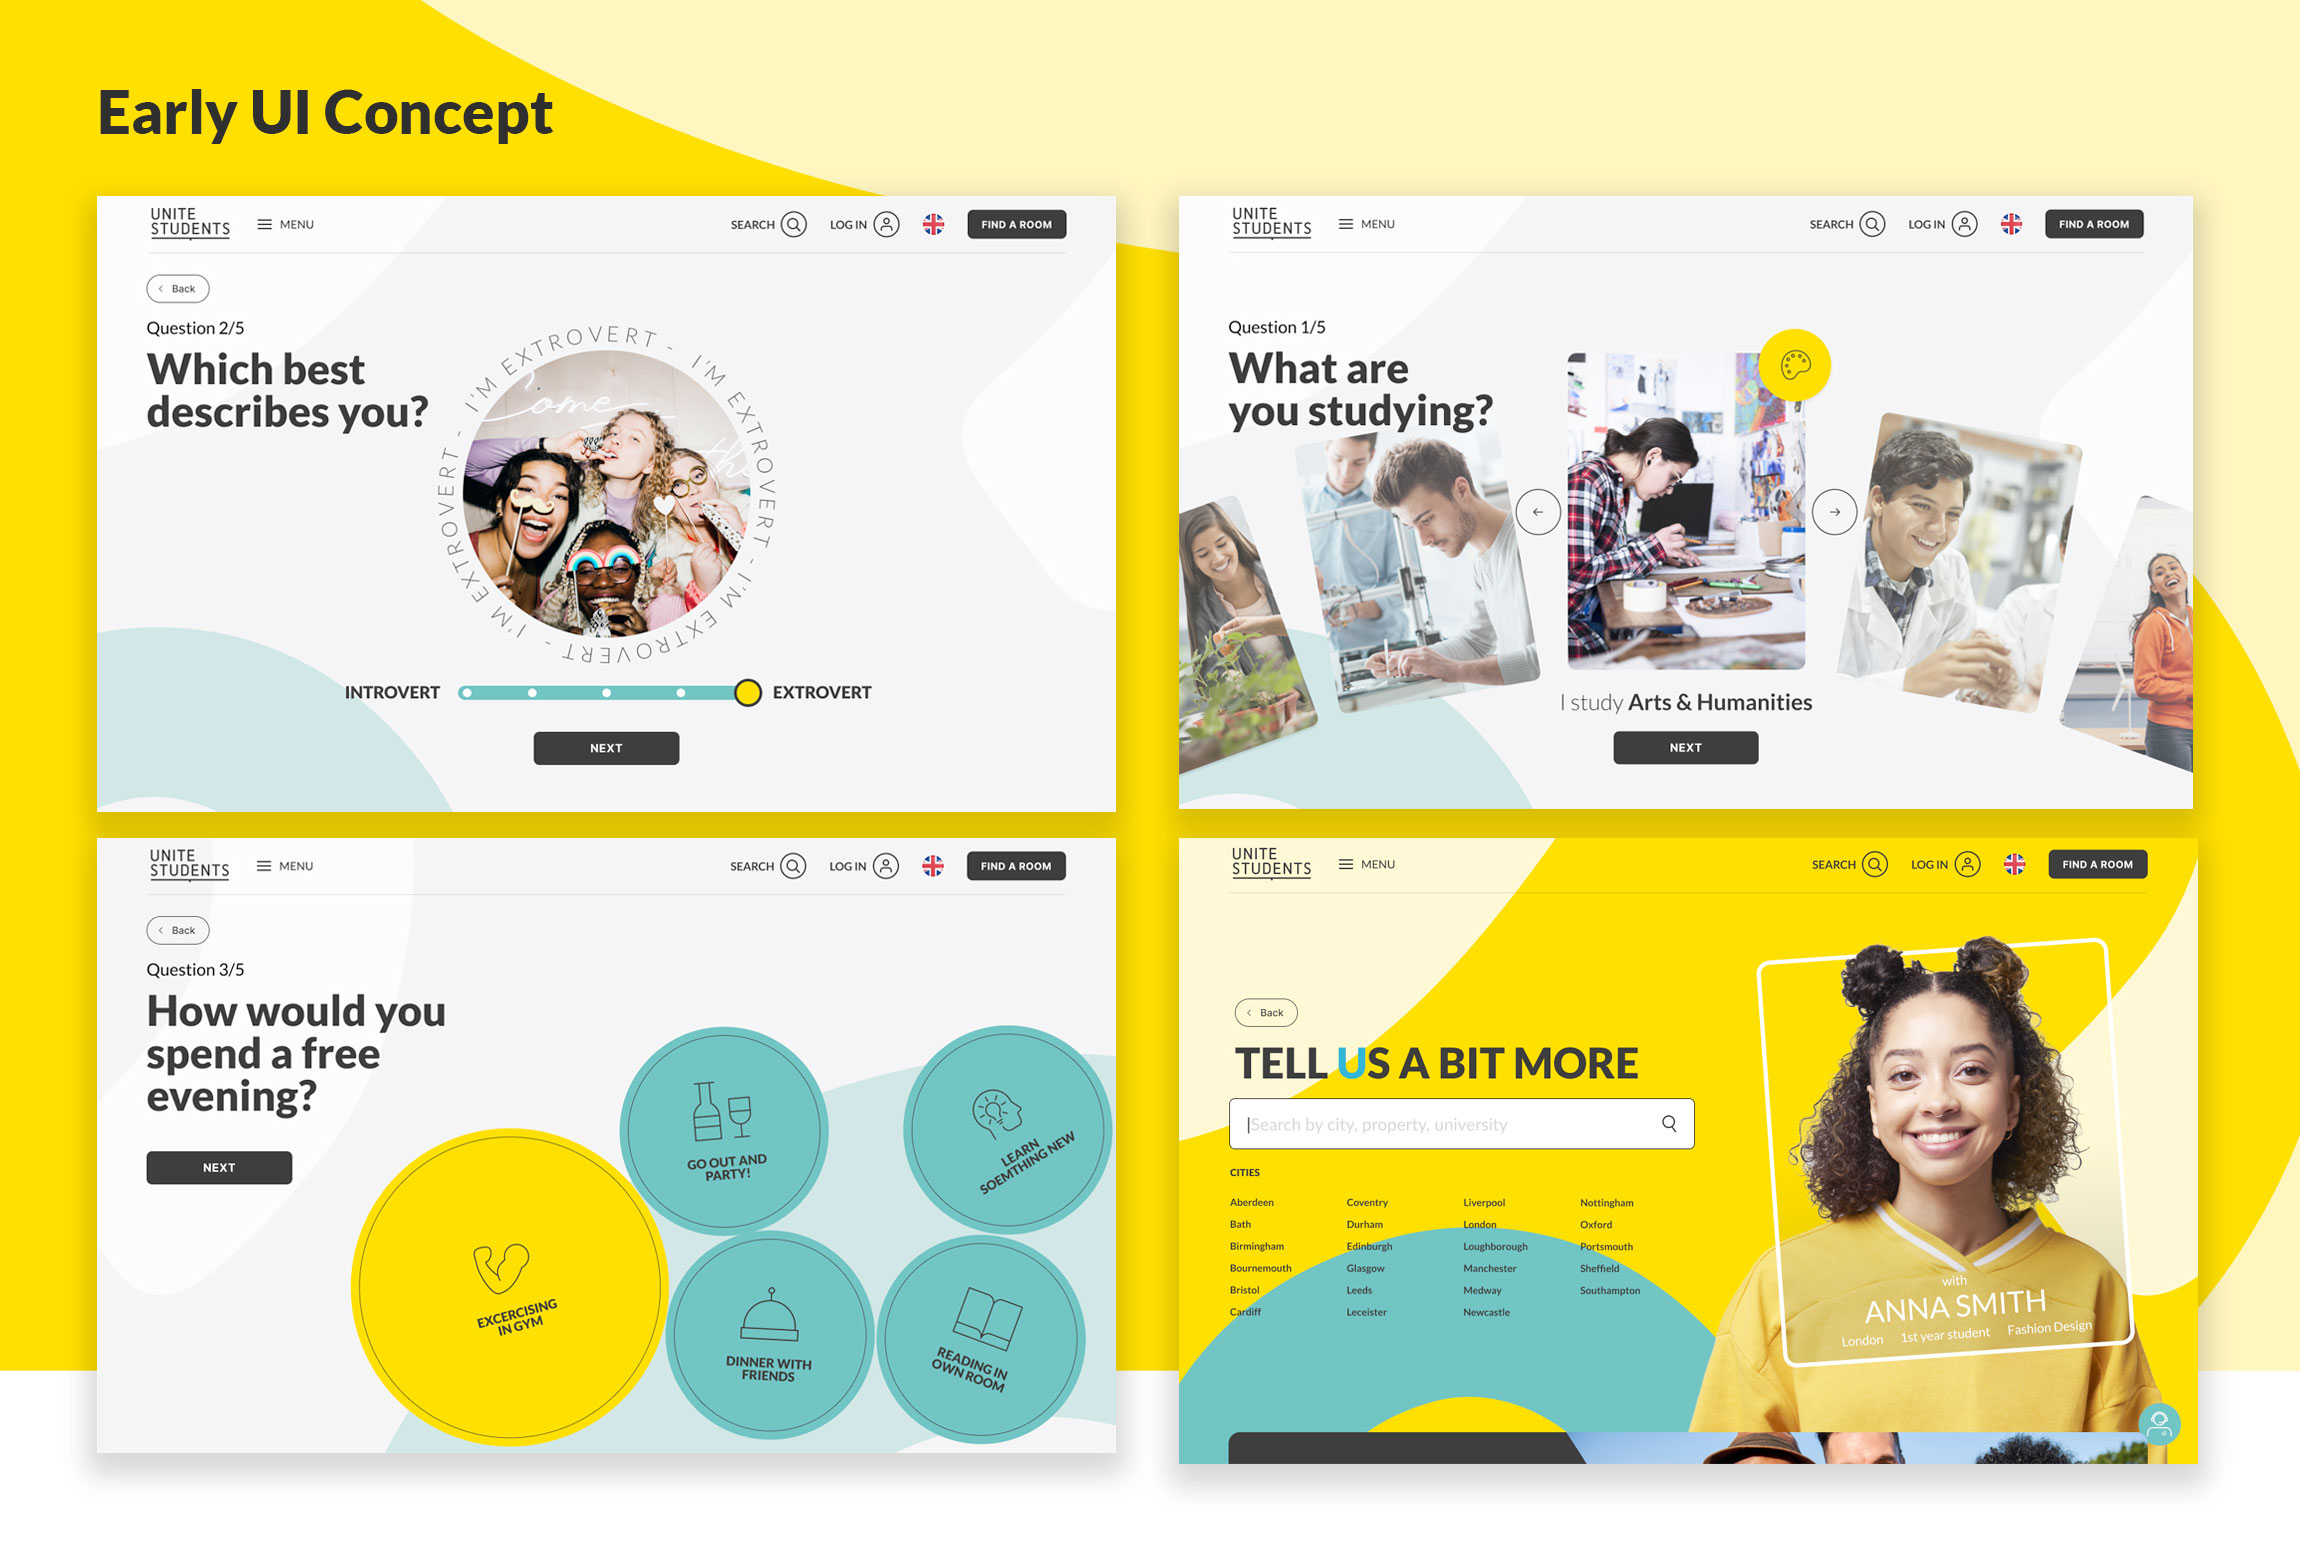 Early UI Concept
UNITE
STUDENTS
MENU
SEARCH
LOG IN
FIND A ROOM
Back
Question 2/5
Which best
describes you?
I'M EXTROVERT - I'M EXTROVERT - I'M EXTROVERT - I'M EXTROVERT -
ome
the
INTROVERT
EXTROVERT
NEXT
UNITE
STUDENTS
MENU
SEARCH
LOG IN
FIND A ROOM
Question 1/5
What are
you studying?
I study Arts & Humanities
NEXT
UNITE
STUDENTS
MENU
SEARCH
LOG IN
FIND A ROOM
Back
Question 3/5
How would you
spend a free
evening?
NEXT
EXCERCISING
IN GYM
GO OUT AND
PARTY!
LEARN
SOEMTHING NEW
DINNER WITH
FRIENDS
READING IN
OWN ROOM
UNITE
STUDENTS
MENU
SEARCH
LOG IN
FIND A ROOM
Back
TELL US A BIT MORE
Search by city, property, university
CITIES
Aberdeen Coventry Liverpool Nottingham
Bath Durham London Oxford
Birmingham Edinburgh Loughborough Portsmouth
Bournemouth Glasgow Manchester Sheffield
Bristol Leeds Medway Southampton
Cardiff Leceister Newcastle
with
ANNA SMITH
London 1st year student Fashion Design